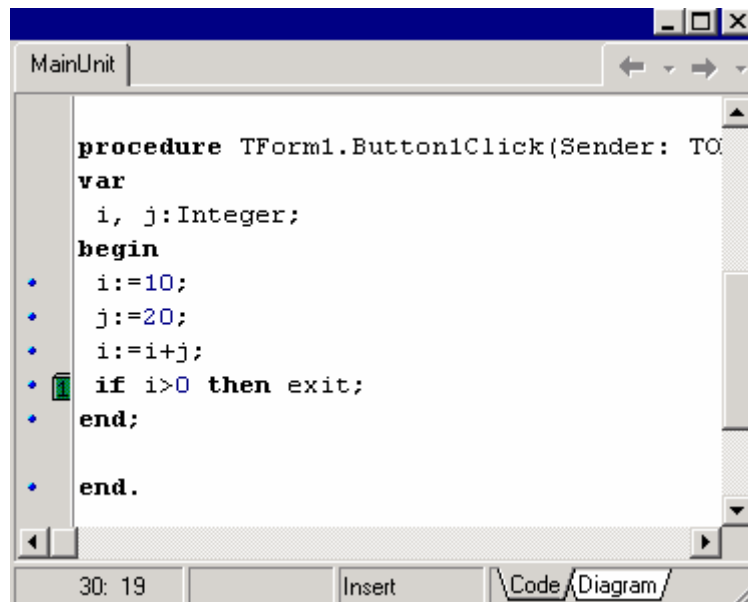 MainUnit
procedure TForm1.Button1Click(Sender: TO
var
i, j:Integer;
begin
i:=10;
j:=20;
i:=i+j;
1 if i>0 then exit;
end;
end.
30: 19 Insert Code Diagram